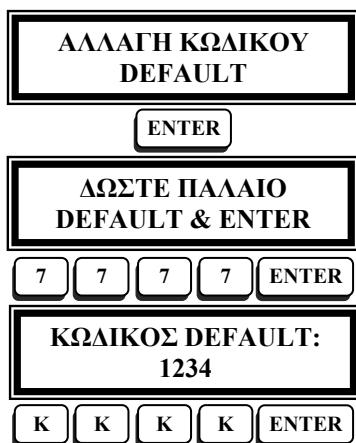 ΑΛΛΑΓΗ ΚΩΔΙΚΟΥ
DEFAULT
ENTER
ΔΩΣΤΕ ΠΑΛΑΙΟ
DEFAULT & ENTER
7 7 7 7 ENTER
ΚΩΔΙΚΟΣ DEFAULT:
1234
Κ Κ Κ Κ ENTER